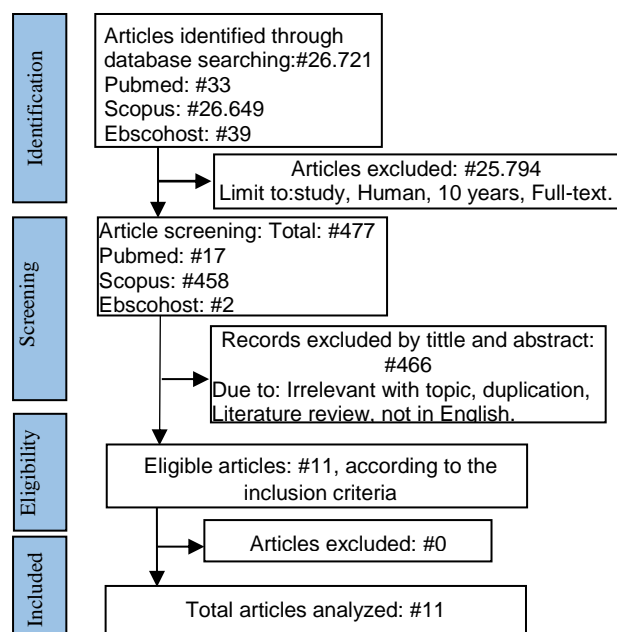 Identification
Articles identified through
database searching:#26.721
Pubmed: #33
Scopus: #26.649
Ebscohost: #39
Articles excluded: #25.794
Limit to:study, Human, 10 years, Full-text.
Screening
Article screening: Total: #477
Pubmed: #17
Scopus: #458
Ebscohost: #2
Records excluded by tittle and abstract:
#466
Due to: Irrelevant with topic, duplication,
Literature review, not in English.
Eligibility
Eligible articles: #11, according to the
inclusion criteria
Articles excluded: #0
Included
Total articles analyzed: #11